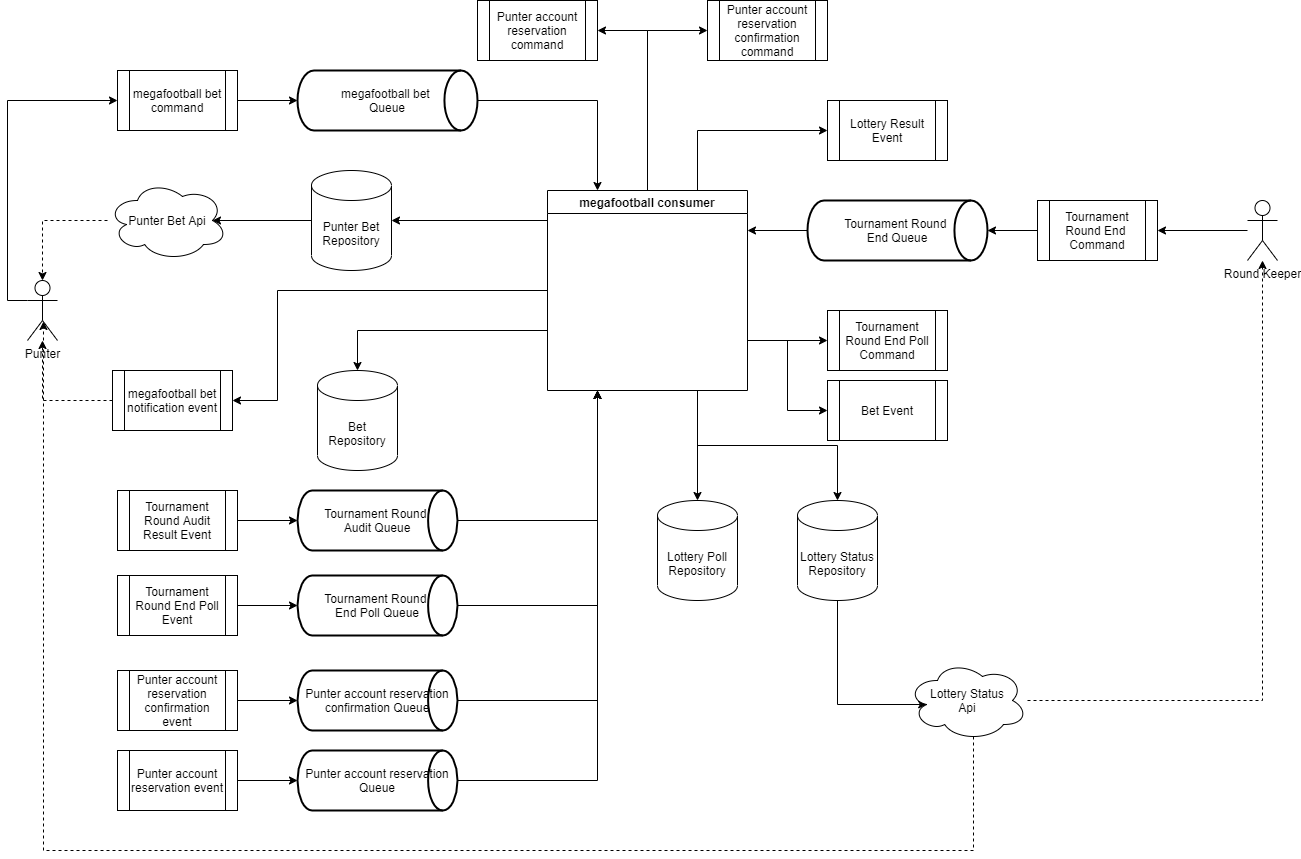 Punter account
reservation
command
Punter account
reservation
confirmation
command
megafootball bet
command
megafootball bet
Queue
Lottery Result
Event
megafootball consumer
Punter Bet Api
Punter Bet
Repository
Tournament Round
End Queue
Tournament
Round End
Command
Round Keeper
Punter
Tournament
Round End Poll
Command
megafootball bet
notification event
Bet
Repository
Bet Event
Tournament
Round Audit
Result Event
Tournament Round
Audit Queue
Lottery Poll
Repository
Lottery Status
Repository
Tournament
Round End Poll
Event
Tournament Round
End Poll Queue
Punter account
reservation
confirmation
event
Punter account reservation
confirmation Queue
Lottery Status
Api
Punter account
reservation event
Punter account reservation
Queue